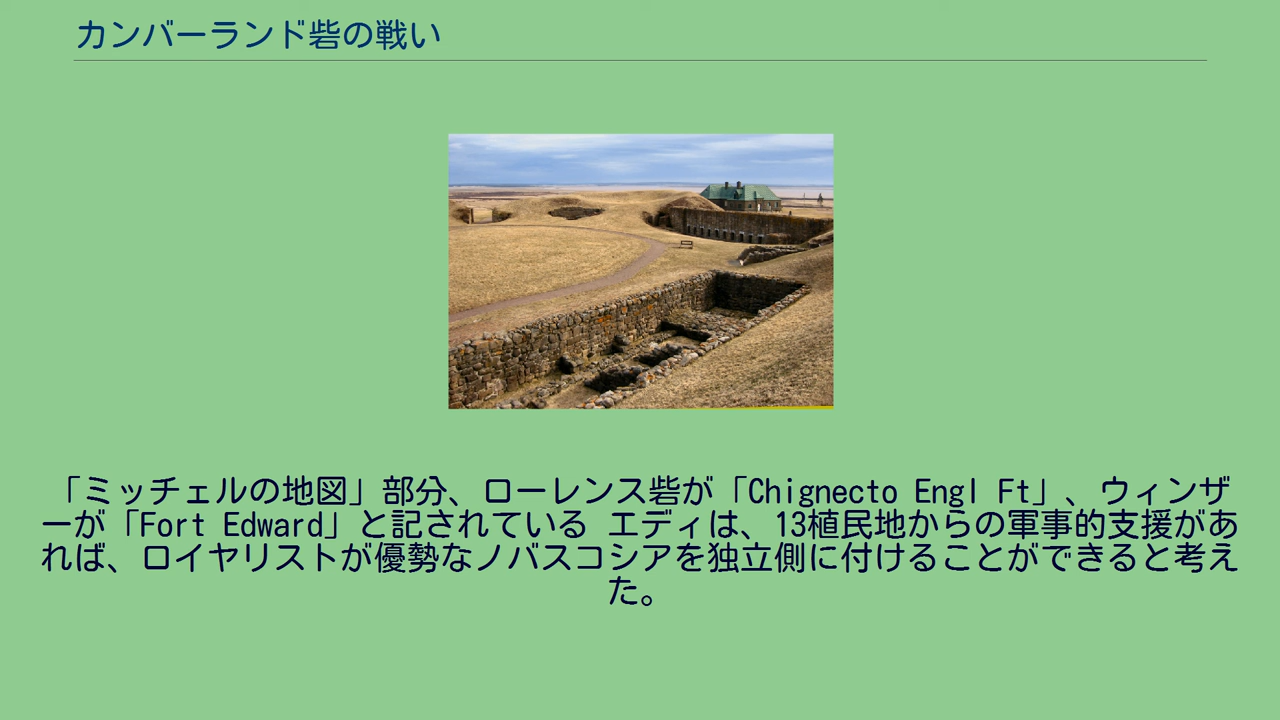 カンバーランド砦の戦い
「ミッチェルの地図」部分、ローレンス砦が「Chignecto Engl Ft」、ウィンザ
ーが「Fort Edward」と記されている エディは、13植民地からの軍事的支援があ
れば、ロイヤリストが優勢なノバスコシアを独立側に付けることができると考え
た。